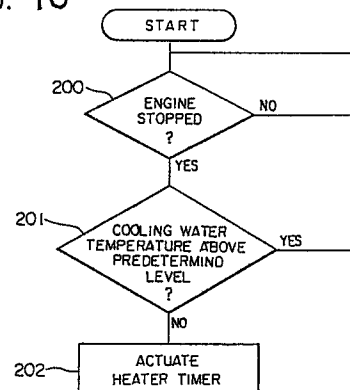 . 10
START
200
ENGINE
STOPPED
?
NO
YES
201
COOLING WATER
TEMPERATURE ABOVE
PREDETERMIND
LEVEL
?
YES
NO
202
ACTUATE
HEATER TIMER